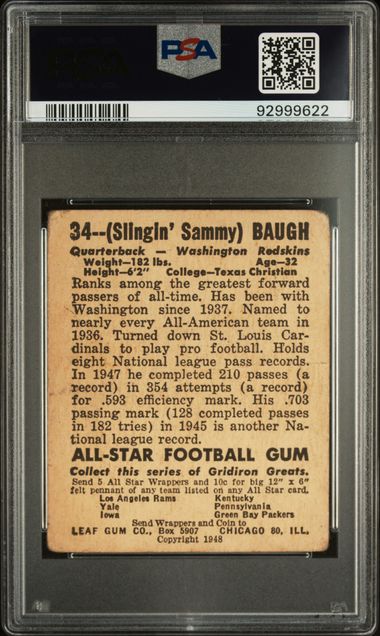 PSA
92999622
34--(Slingin' Sammy) BAUGH
Quarterback — Washington Redskins
Weight—182 lbs. Age—32
Height—6'2" College—Texas Christian
Ranks among the greatest forward
passers of all-time. Has been with
Washington since 1937. Named to
nearly every All-American team in
1936. Turned down St. Louis Car-
dinals to play pro football. Holds
eight National league pass records.
In 1947 he completed 210 passes (a
record) in 354 attempts (a record)
for .593 efficiency mark. His .703
passing mark (128 completed passes
in 182 tries) in 1945 is another Na-
tional league record.
ALL-STAR FOOTBALL GUM
Collect this series of Gridiron Greats.
Send 5 All Star Wrappers and 10c for big 12" x 6"
felt pennant of any team listed on any All Star card.
Los Angeles Rams Kentucky
Yale Pennsylvania
Iowa Green Bay Packers
Send Wrappers and Coin to
LEAF GUM CO., Box 5907 CHICAGO 80, ILL.
Copyright 1948